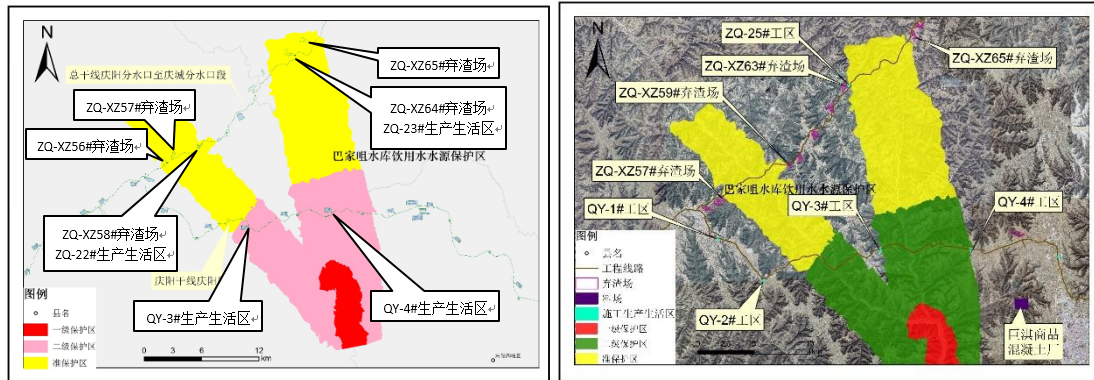 N
总干线庆阳分水口至庆城分水口段
ZQ-XZ65#弃渣场
ZQ-XZ57#弃渣场
ZQ-XZ64#弃渣场
ZQ-23#生产生活区
ZQ-XZ56#弃渣场
巴家咀水库饮用水水源保护区
ZQ-XZ58#弃渣场
ZQ-22#生产生活区
庆阳干线庆阳
QY-3#生产生活区
QY-4#生产生活区
图例
县名
一级保护区
二级保护区
准保护区
0 3 6 12
km
N
ZQ-25#工区
ZQ-XZ63#弃渣场
ZQ-XZ65#弃渣场
ZQ-XZ59#弃渣场
ZQ-XZ57#弃渣场
巴家咀水库饮用水水源保护区
QY-1#工区
QY-3#工区
QY-4#工区
QY-2#工区
图例
县名
工程线路
弃渣场
料场
施工生产生活区
一级保护区
二级保护区
准保护区
km
巨洪商品
混凝土厂